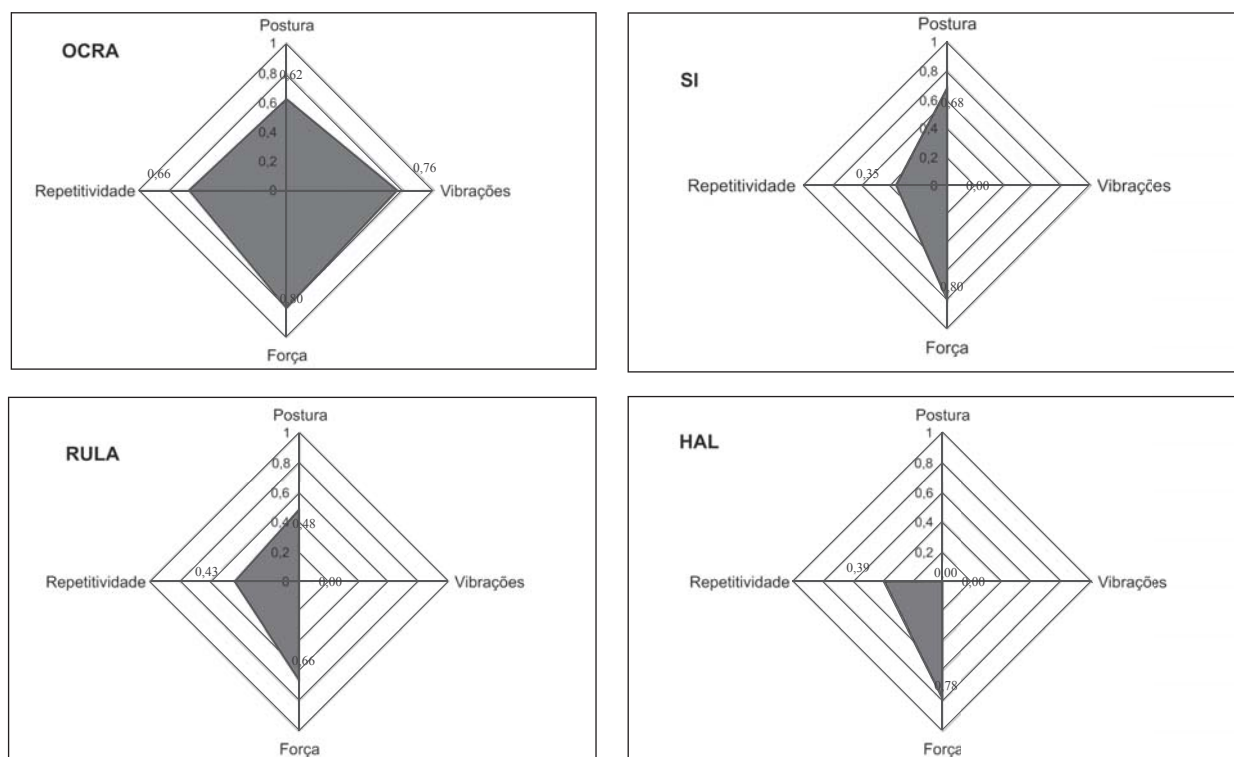 Postura
OCRA
1
0,8
0,62
0,6
0,4
0,2
0
0,66
0,76
Repetitividade
Vibrações
0,80
Força
Postura
SI
1
0,8
0,6
0,68
0,4
0,2
0
0,35
0,00
Repetitividade
Vibrações
0,80
Força
Postura
RULA
1
0,8
0,6
0,4
0,48
0,2
0
0,43
0,00
Repetitividade
Vibrações
0,66
Força
Postura
HAL
1
0,8
0,6
0,4
0,2
0,39
0,00
0,00
Repetitividade
Vibrações
0,78
Força